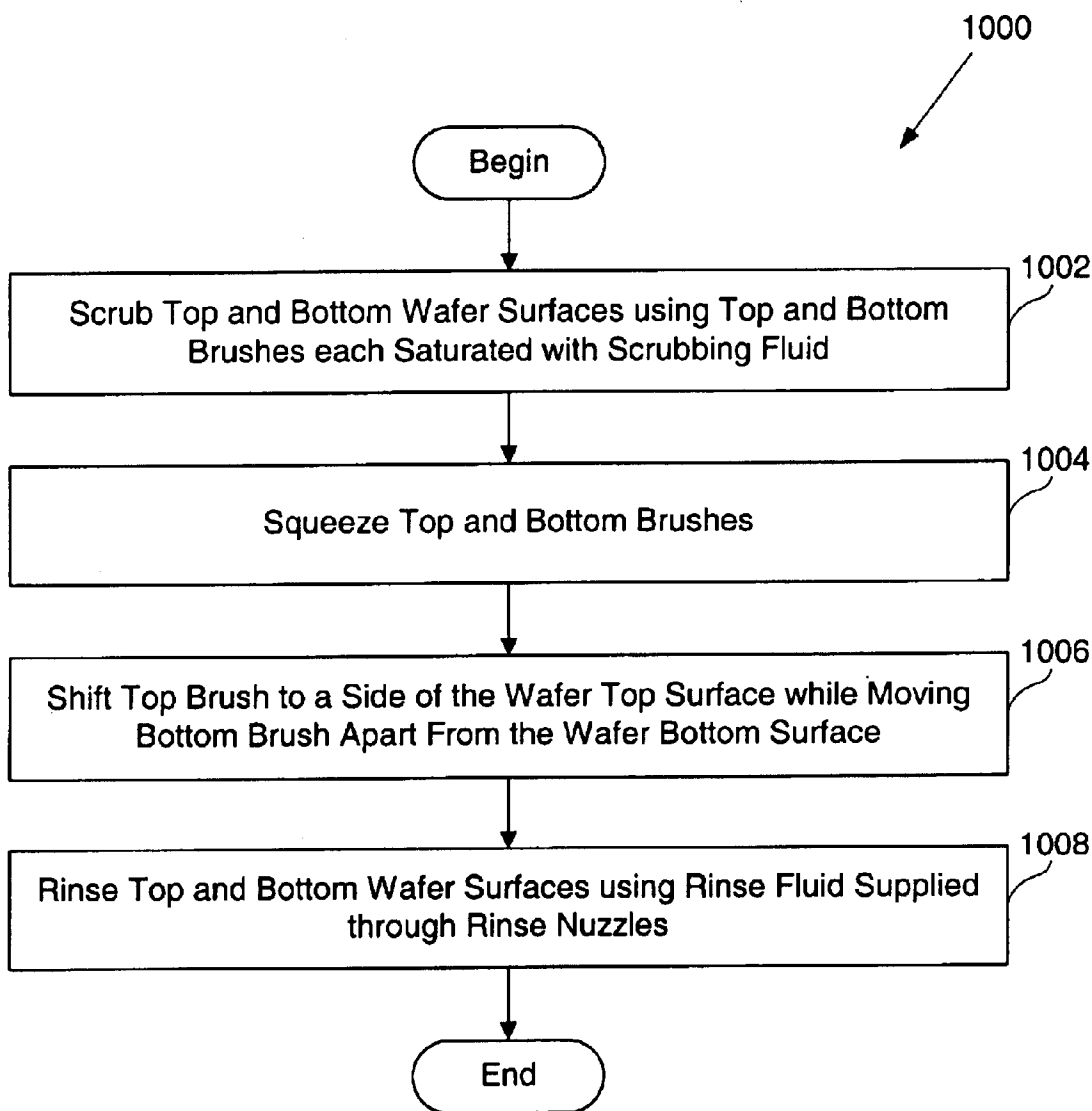 1000
Begin
1002
Scrub Top and Bottom Wafer Surfaces using Top and Bottom
Brushes each Saturated with Scrubbing Fluid
1004
Squeeze Top and Bottom Brushes
1006
Shift Top Brush to a Side of the Wafer Top Surface while Moving
Bottom Brush Apart From the Wafer Bottom Surface
1008
Rinse Top and Bottom Wafer Surfaces using Rinse Fluid Supplied
through Rinse Nuzzles
End